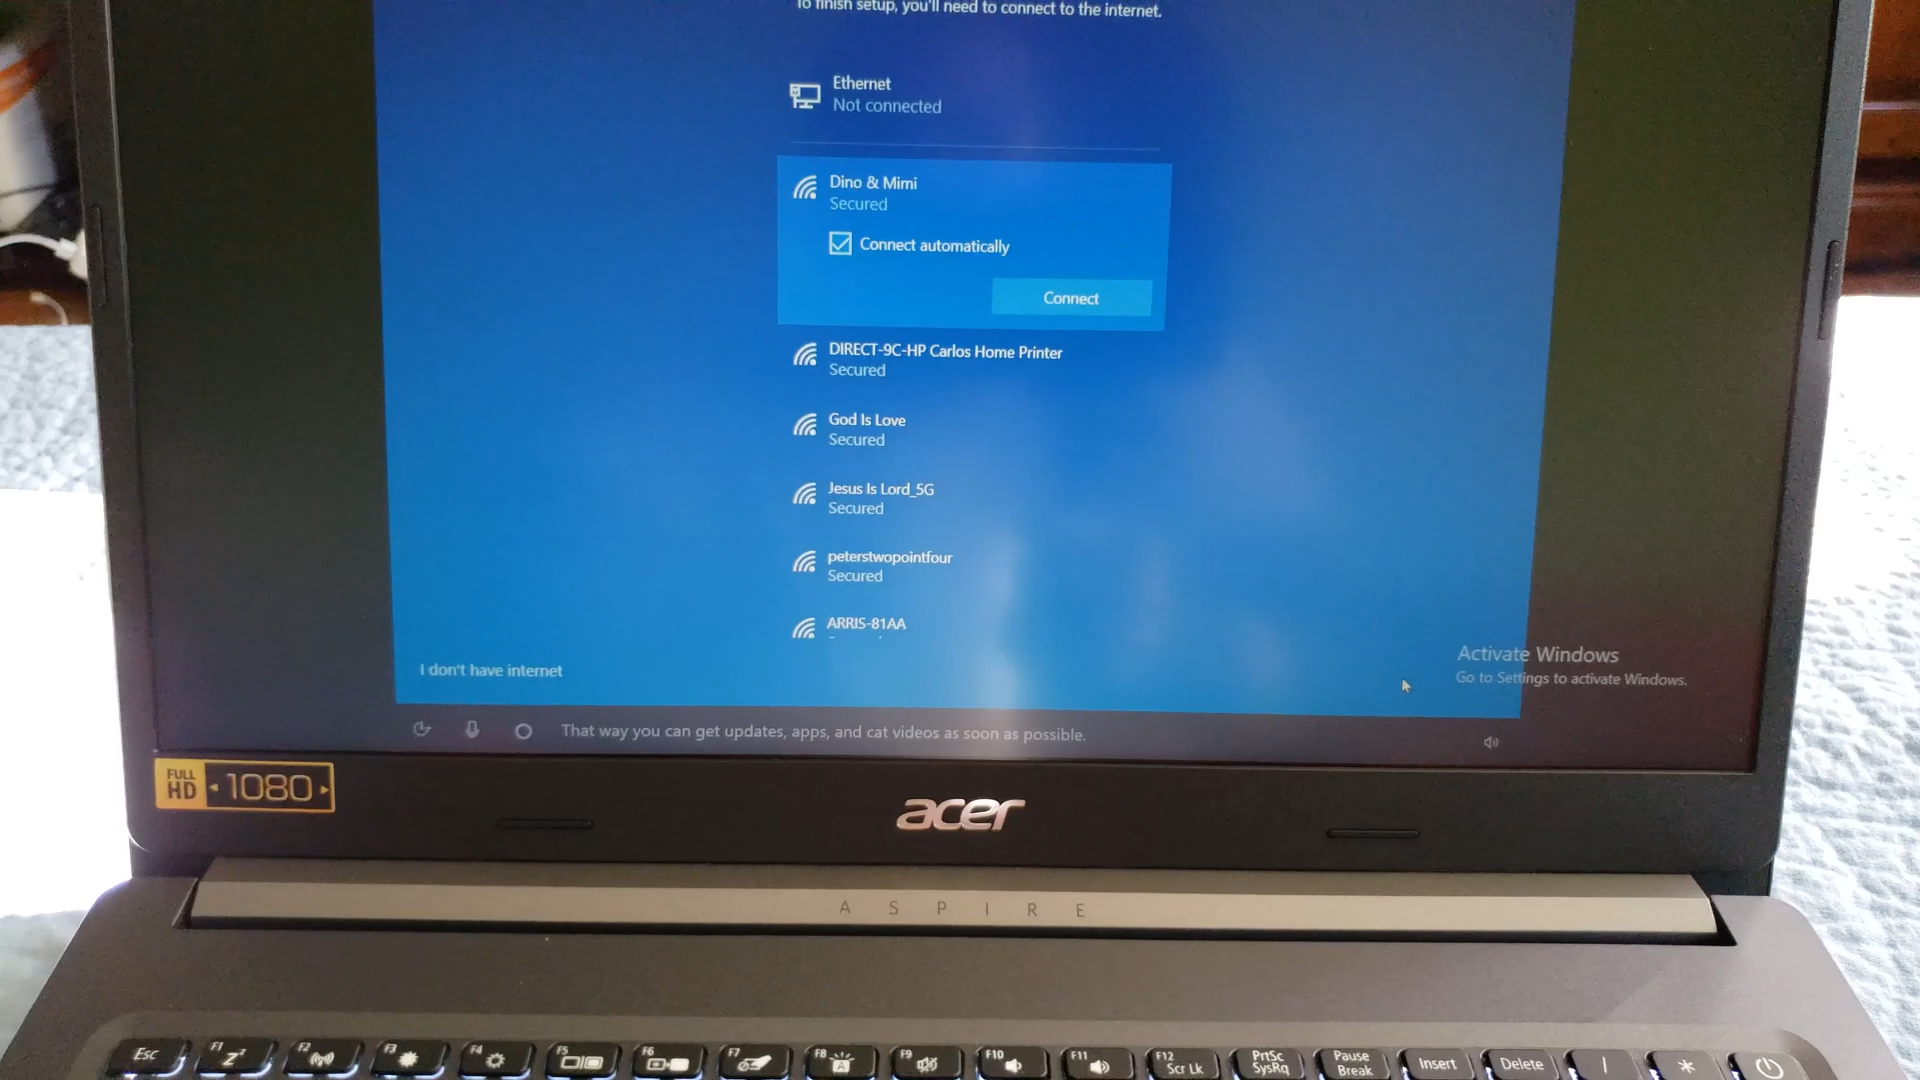 To finish setup, you'll need to connect to the internet.
Ethernet
Not connected
Dino & Mimi
Secured
Connect automatically
Connect
DIRECT-9C-HP Carlos Home Printer
Secured
God Is Love
Secured
Jesus Is Lord_5G
Secured
peterstwopointfour
Secured
ARRIS-81AA
I don't have internet
Activate Windows
Go to Settings to activate Windows.
That way you can get updates, apps, and cat videos as soon as possible.
FULL HD 1080
acer
ASPIRE
Esc F1 Zz F2 F3 F4 F5 F6 F7 F8 A F9 F10 F11 F12 Scr Lk PrtSc SysRq Pause Break Insert Delete | *